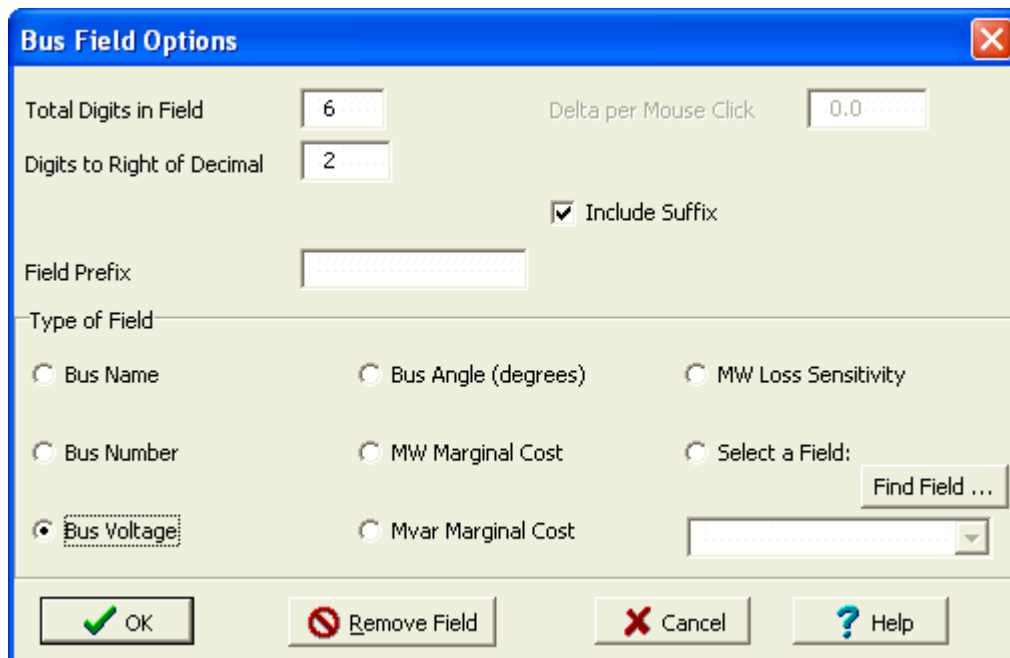 Bus Field Options
Total Digits in Field 6 Delta per Mouse Click 0.0
Digits to Right of Decimal 2
Include Suffix
Field Prefix
Type of Field
Bus Name Bus Angle (degrees) MW Loss Sensitivity
Bus Number MW Marginal Cost Select a Field:
Find Field ...
Bus Voltage Mvar Marginal Cost
OK Remove Field Cancel Help